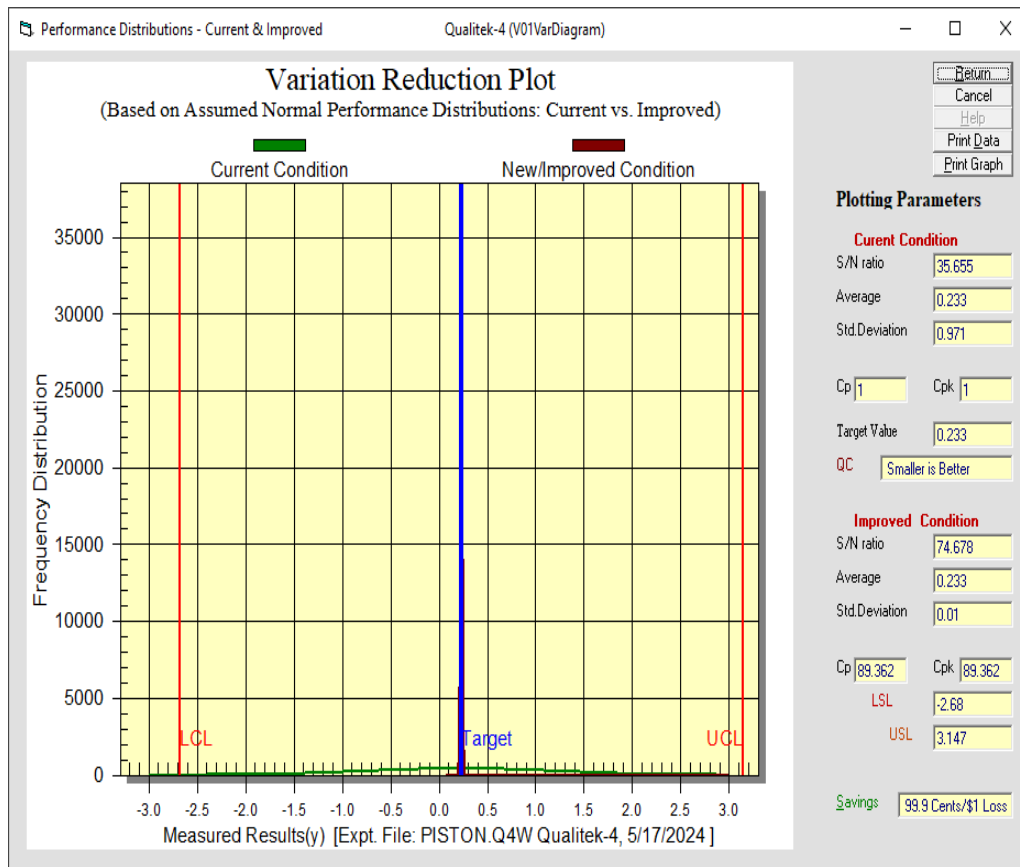 Performance Distributions - Current & Improved
Qualitek-4 (V01VarDiagram)
Variation Reduction Plot
(Based on Assumed Normal Performance Distributions: Current vs. Improved)
Current Condition
New/Improved Condition
35000
30000
25000
20000
15000
10000
5000
0
Frequency Distribution
LCL
Target
UCL
-3.0 -2.5 -2.0 -1.5 -1.0 -0.5 0.0 0.5 1.0 1.5 2.0 2.5 3.0
Measured Results(y) [Expt. File: PISTON.Q4W Qualitek-4, 5/17/2024 ]
Return
Cancel
Help
Print Data
Print Graph
Plotting Parameters
Curent Condition
S/N ratio 35.655
Average 0.233
Std.Deviation 0.971
Cp 1 Cpk 1
Target Value 0.233
QC Smaller is Better
Improved Condition
S/N ratio 74.678
Average 0.233
Std.Deviation 0.01
Cp 89.362 Cpk 89.362
LSL -2.68
USL 3.147
Savings 99.9 Cents/$1 Loss